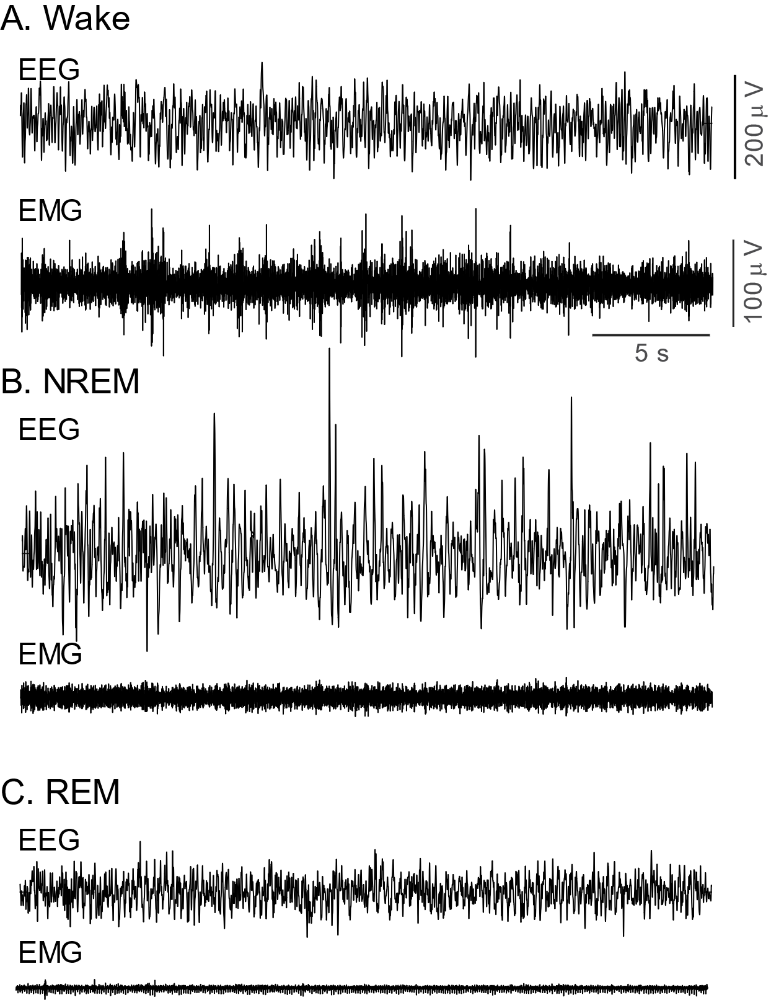 A. Wake
EEG
200 μ V
EMG
100 μ V
5 s
B. NREM
EEG
EMG
C. REM
EEG
EMG